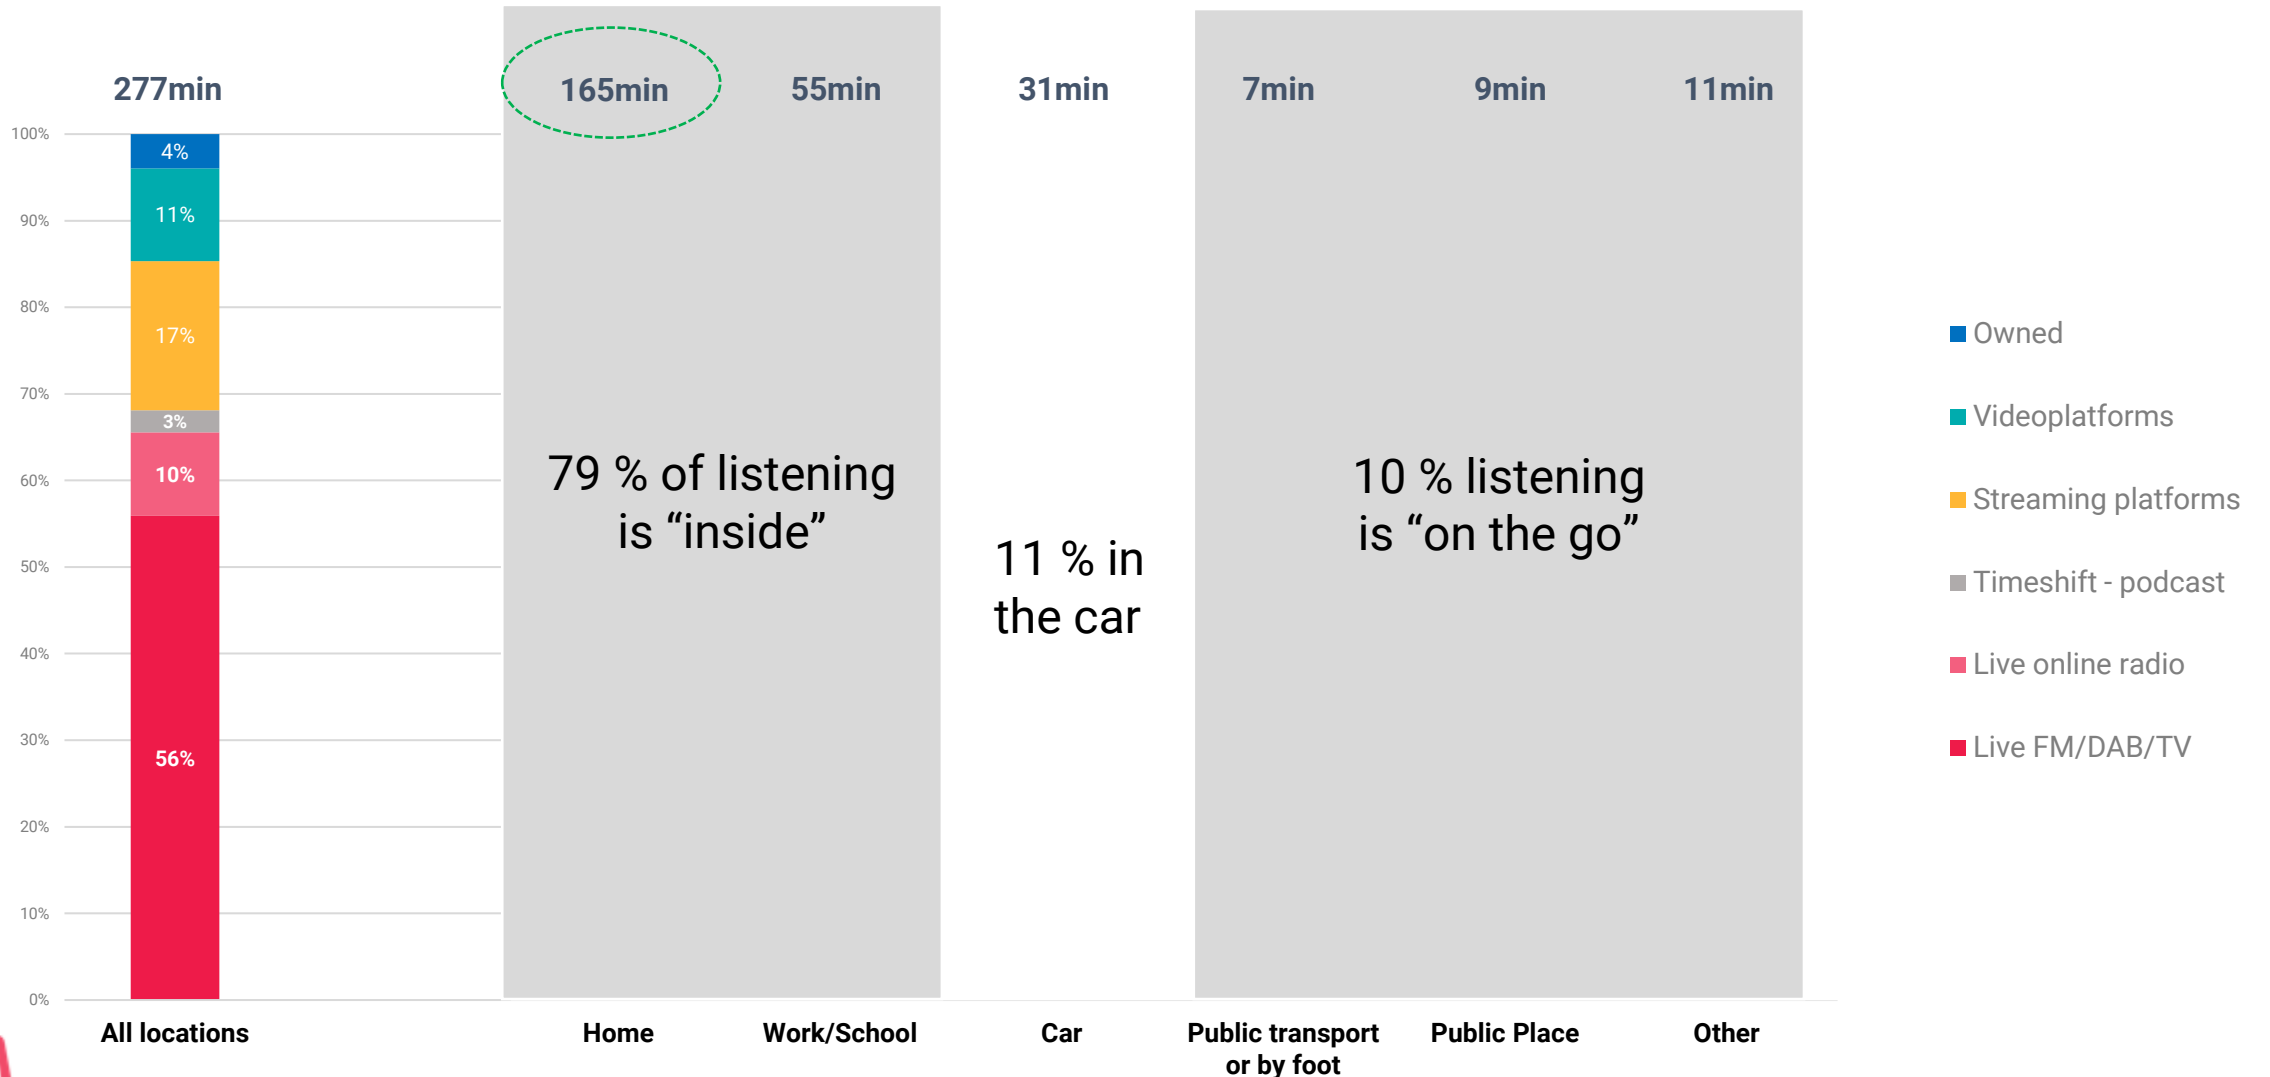 277min
165min
55min
31min
7min
9min
11min
100%
90%
80%
70%
60%
50%
40%
30%
20%
10%
0%
4%
11%
17%
3%
10%
56%
79 % of listening
is “inside”
11 % in
the car
10 % listening
is “on the go”
Owned
Videoplatforms
Streaming platforms
Timeshift - podcast
Live online radio
Live FM/DAB/TV
All locations
Home
Work/School
Car
Public transport
or by foot
Public Place
Other